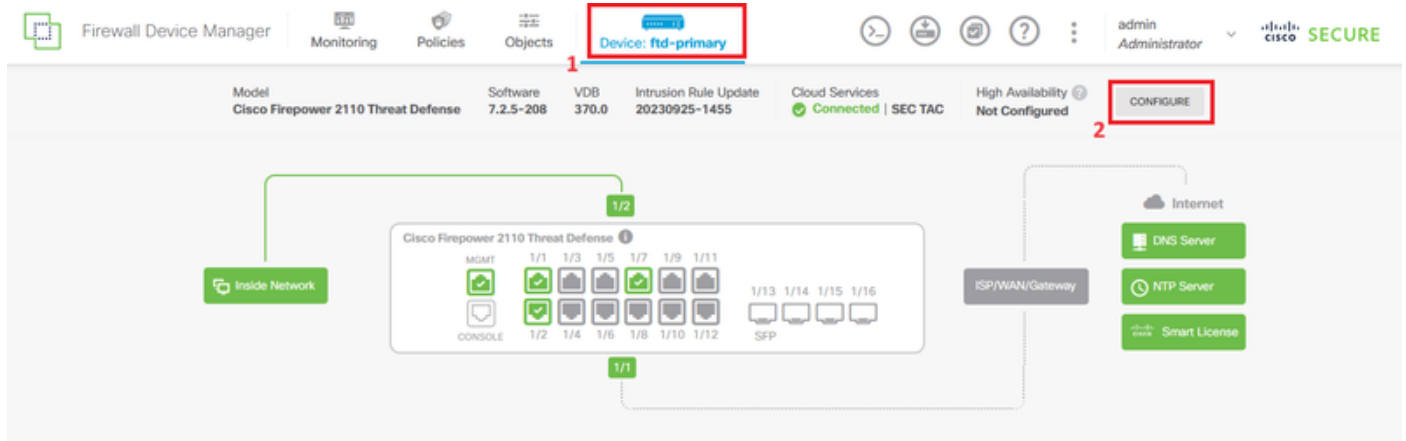 Firewall Device Manager
Monitoring
Policies
Objects
Device: ftd-primary
admin
Administrator
cisco SECURE
1
Model
Cisco Firepower 2110 Threat Defense
Software
7.2.5-208
VDB
370.0
Intrusion Rule Update
20230925-1455
Cloud Services
Connected | SEC TAC
High Availability ?
Not Configured
CONFIGURE
2
1/2
Internet
Cisco Firepower 2110 Threat Defense
MGMT 1/1 1/3 1/5 1/7 1/9 1/11
1/13 1/14 1/15 1/16
CONSOLE 1/2 1/4 1/6 1/8 1/10 1/12 SFP
Inside Network
ISP/WAN/Gateway
DNS Server
NTP Server
cisco Smart License
1/1